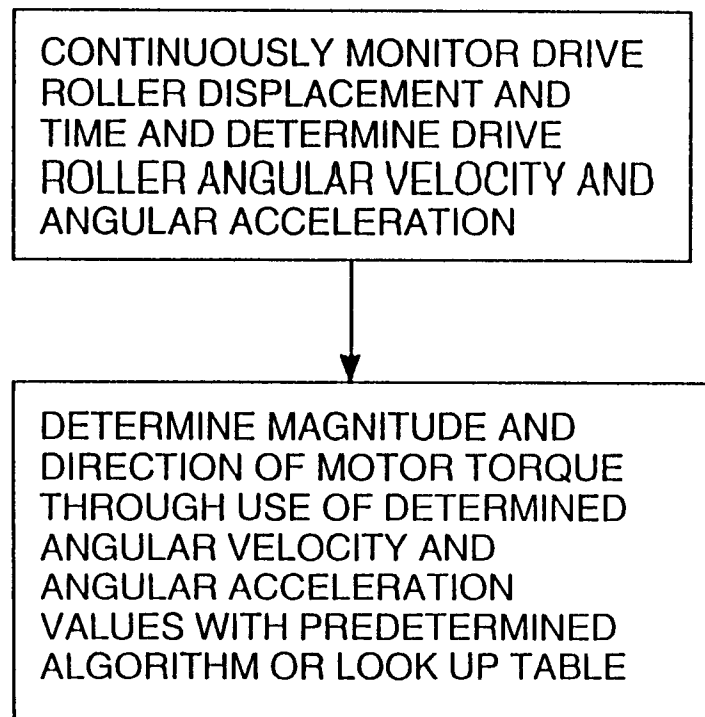 CONTINUOUSLY MONITOR DRIVE
ROLLER DISPLACEMENT AND
TIME AND DETERMINE DRIVE
ROLLER ANGULAR VELOCITY AND
ANGULAR ACCELERATION
DETERMINE MAGNITUDE AND
DIRECTION OF MOTOR TORQUE
THROUGH USE OF DETERMINED
ANGULAR VELOCITY AND
ANGULAR ACCELERATION
VALUES WITH PREDETERMINED
ALGORITHM OR LOOK UP TABLE